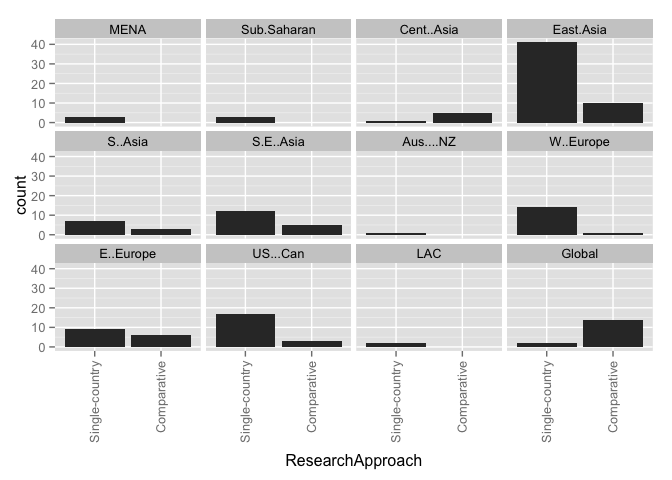 MENA Sub.Saharan Cent..Asia East.Asia
40
30
20
10
0
S..Asia S.E..Asia Aus....NZ W..Europe
40
30
20
10
0
count
E..Europe US...Can LAC Global
40
30
20
10
0
Single-country Comparative Single-country Comparative Single-country Comparative Single-country Comparative
ResearchApproach